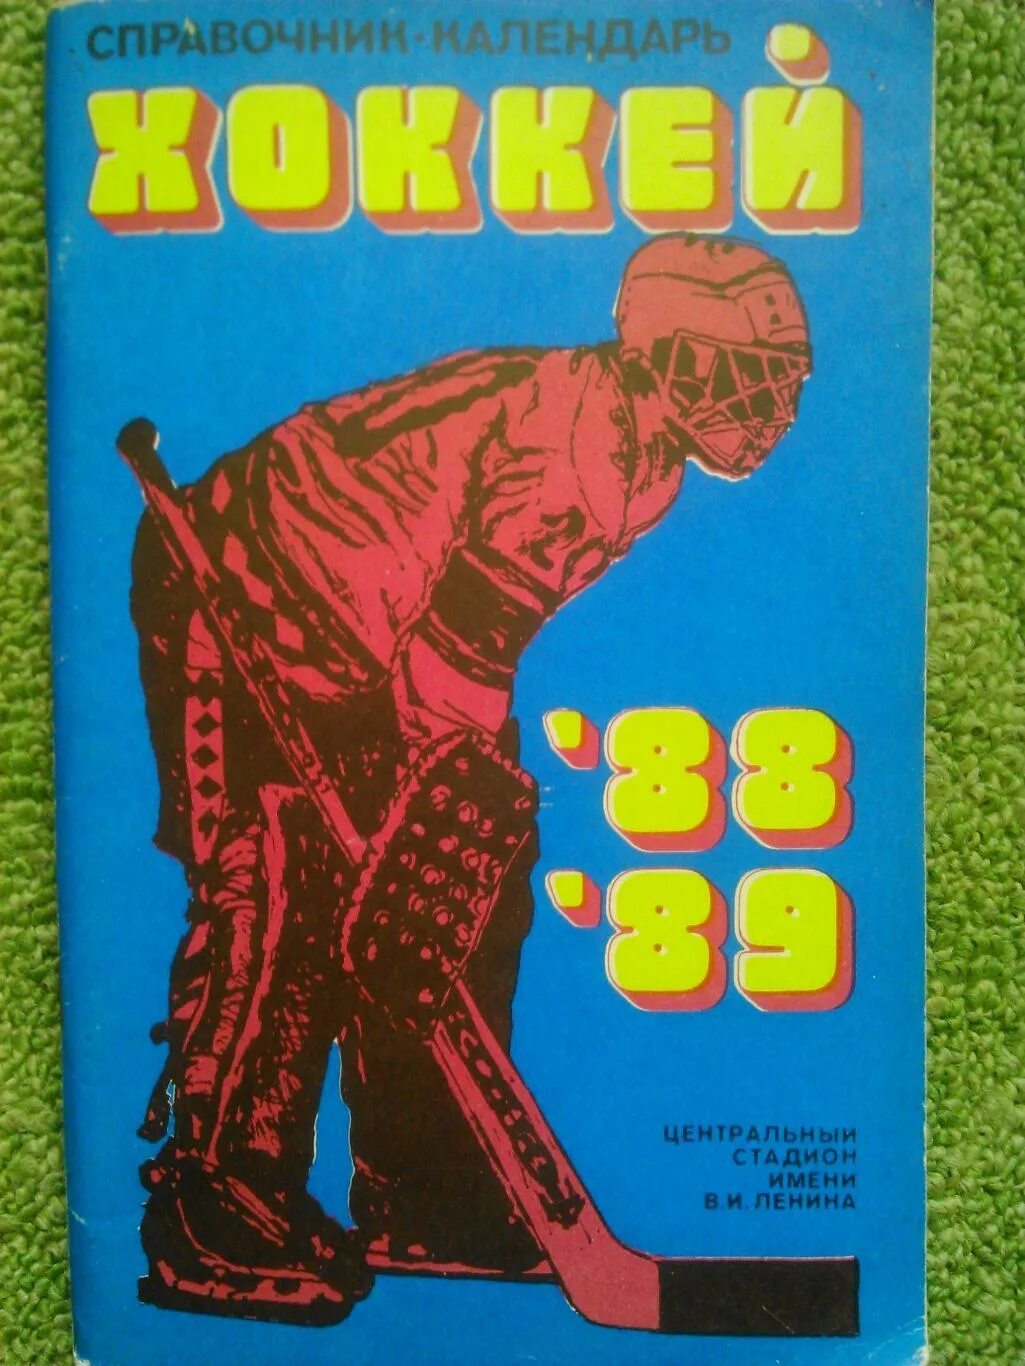 СПРАВОЧНИК-КАЛЕНДАРЬ
ХОККЕЙ
'88
'89
ЦЕНТРАЛЬНЫЙ
СТАДИОН
ИМЕНИ
В.И.ЛЕНИНА